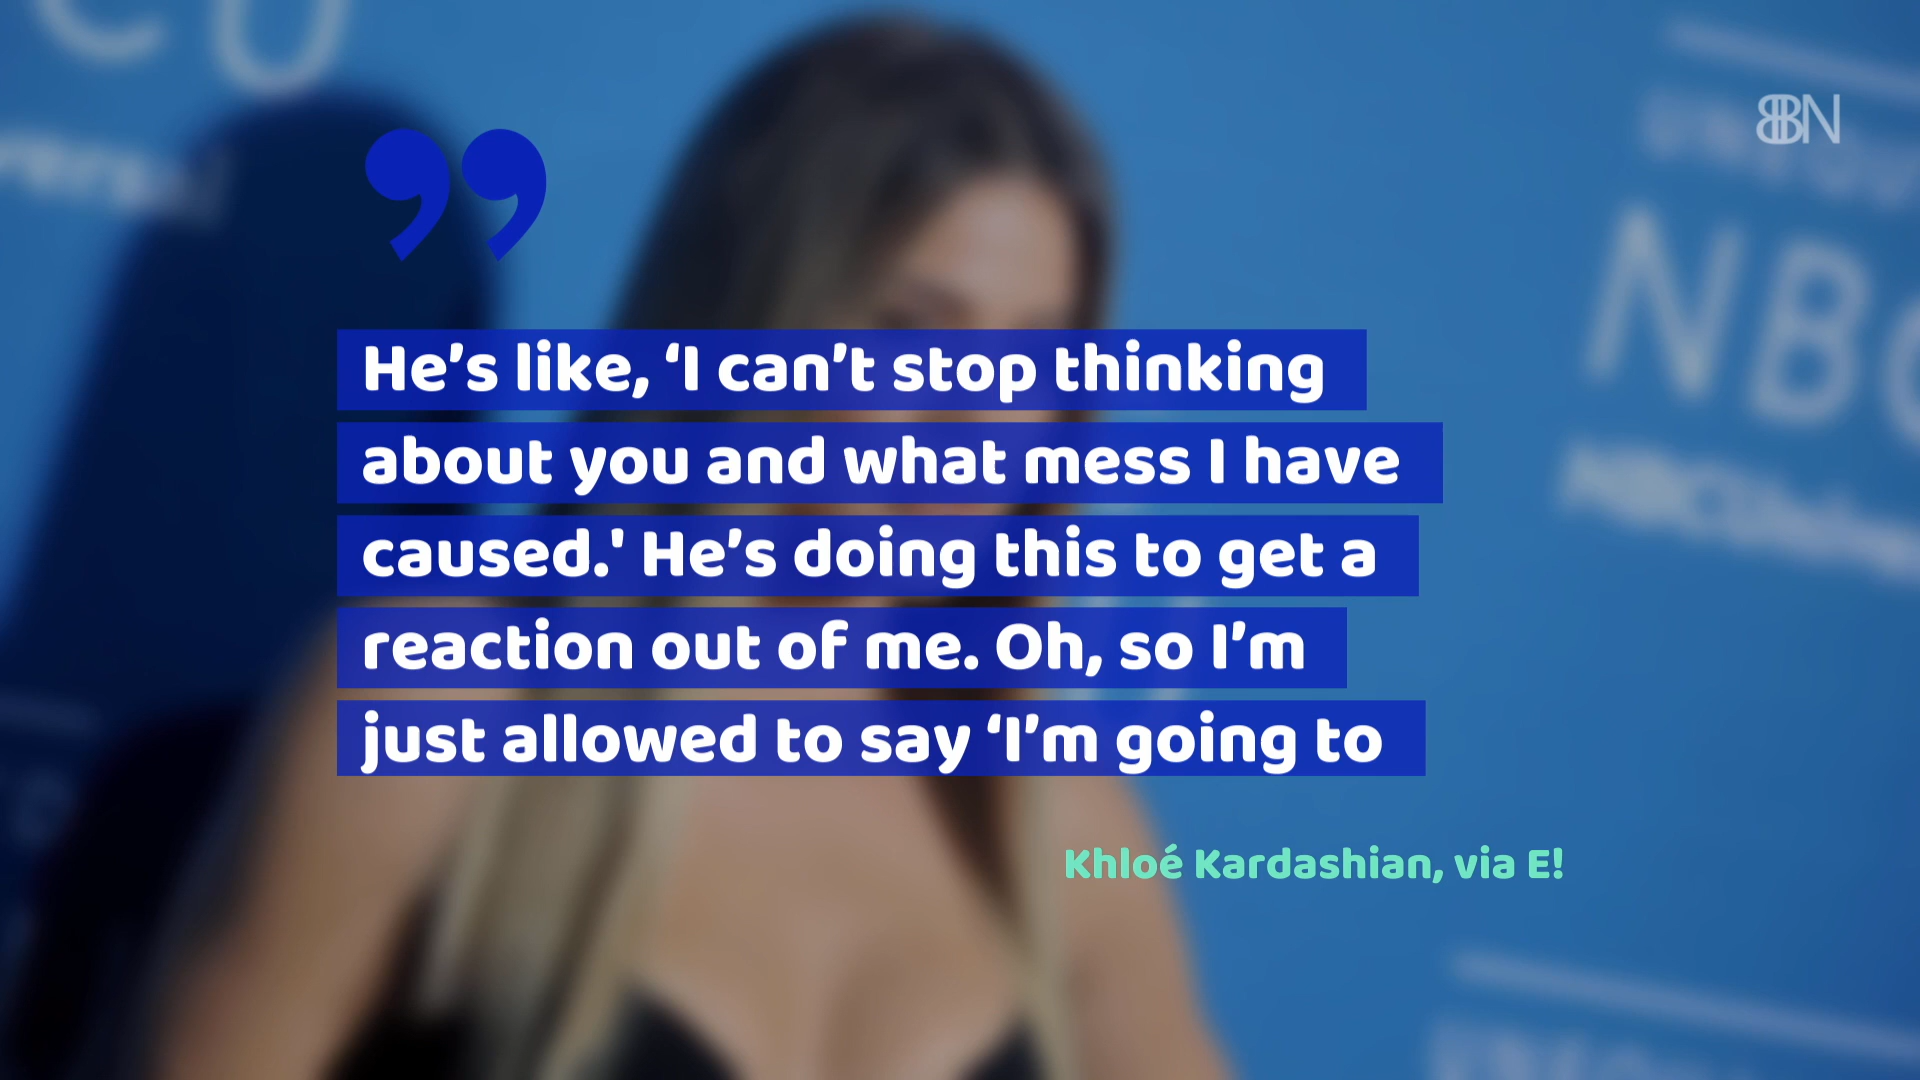 BBN
NBC
He’s like, ‘I can’t stop thinking
about you and what mess I have
caused.' He’s doing this to get a
reaction out of me. Oh, so I’m
just allowed to say ‘I’m going to
Khloé Kardashian, via E!